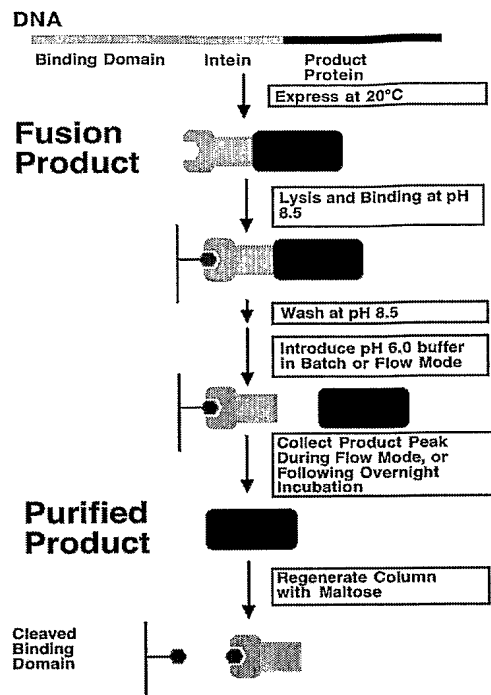 DNA
Binding Domain Intein Product
Protein
Express at 20°C
Fusion
Product
Lysis and Binding at pH
8.5
Wash at pH 8.5
Introduce pH 6.0 buffer
in Batch or Flow Mode
Collect Product Peak
During Flow Mode, or
Following Overnight
Incubation
Purified
Product
Regenerate Column
with Maltose
Cleaved
Binding
Domain